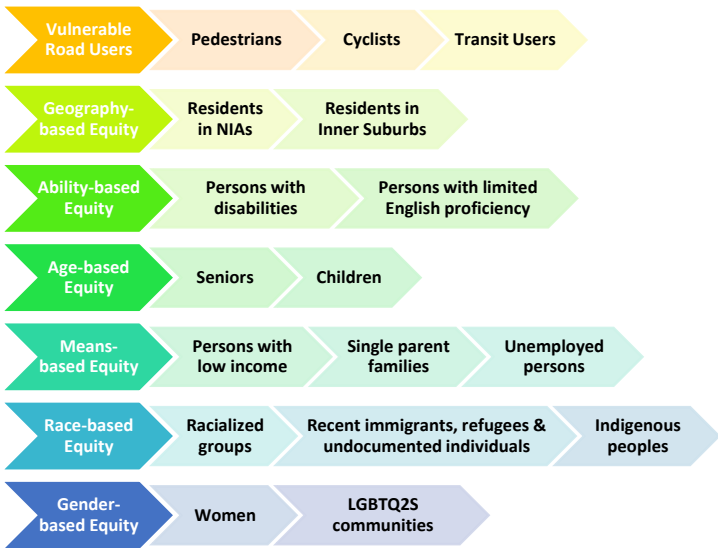 Vulnerable
Road Users
Pedestrians
Cyclists
Transit Users
Geography-
based Equity
Residents
in NIAs
Residents in
Inner Suburbs
Ability-based
Equity
Persons with
disabilities
Persons with limited
English proficiency
Age-based
Equity
Seniors
Children
Means-
based Equity
Persons with
low income
Single parent
families
Unemployed
persons
Race-based
Equity
Racialized
groups
Recent immigrants, refugees &
undocumented individuals
Indigenous
peoples
Gender-
based Equity
Women
LGBTQ2S
communities